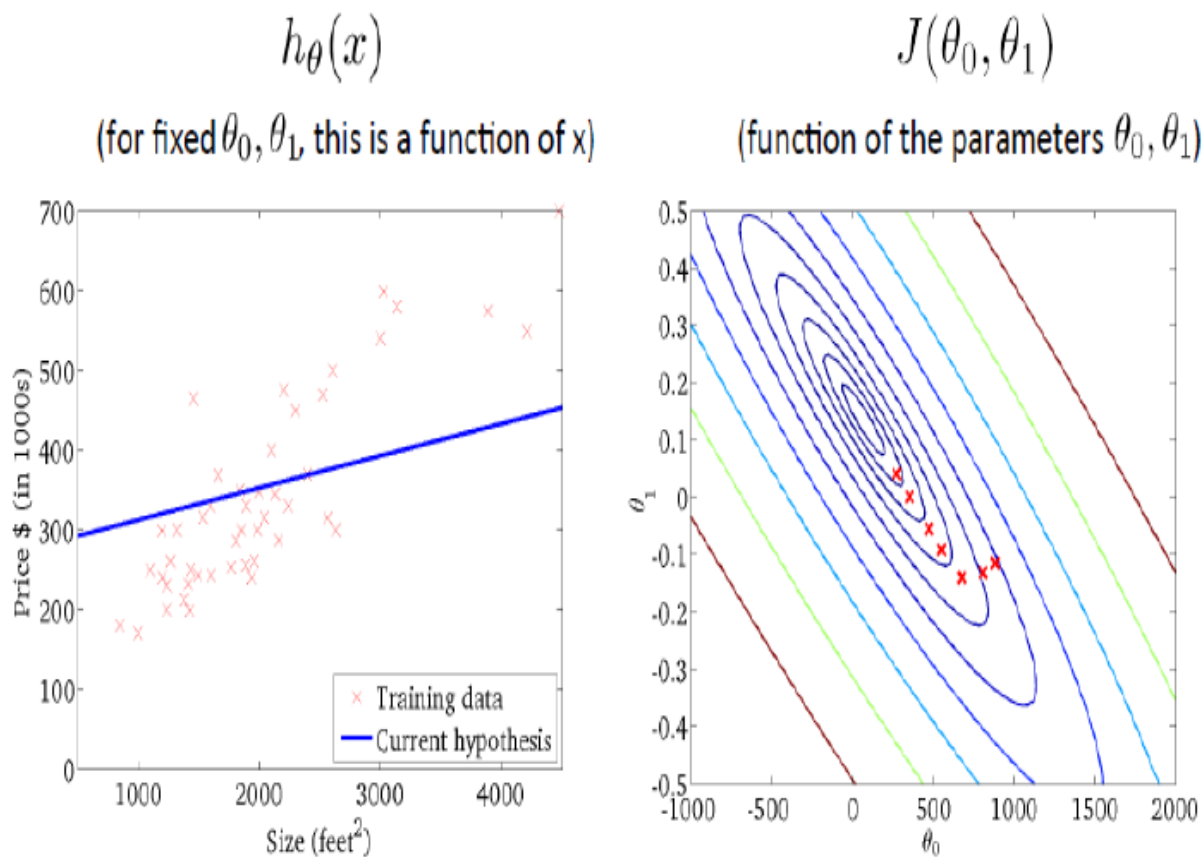 hθ(x)
(for fixed θ0, θ1, this is a function of x)
700
600
500
400
300
200
100
0
Price $ (in 1000s)
Training data
Current hypothesis
1000 2000 3000 4000
Size (feet²)
J(θ0, θ1)
(function of the parameters θ0, θ1)
0.5
0.4
0.3
0.2
0.1
0
-0.1
-0.2
-0.3
-0.4
-0.5
θ1
-1000 -500 0 500 1000 1500 2000
θ0